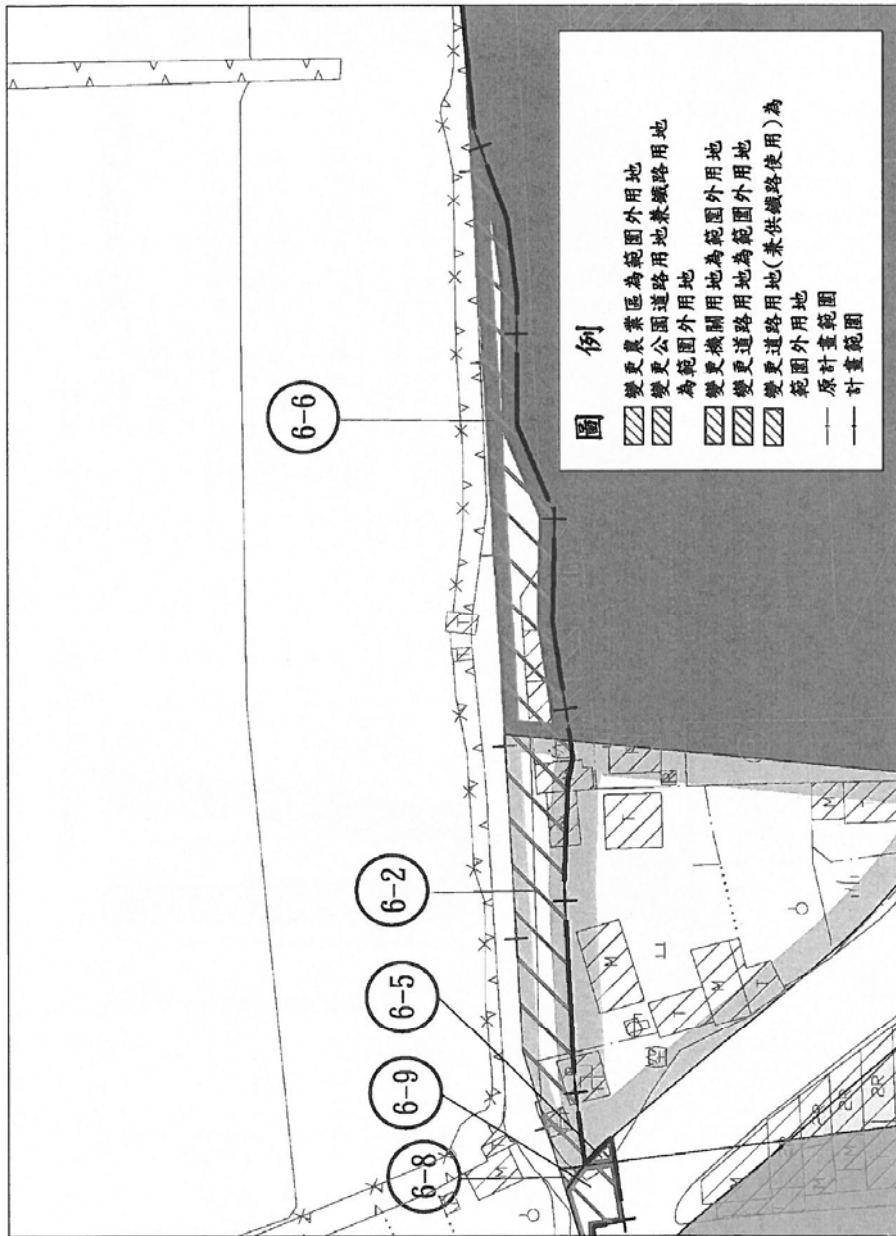 6-8
6-9
6-5
6-2
6-6
圖 例
變更農業區為範圍外用地
變更公園道路用地兼鐵路用地
為範圍外用地
變更機關用地為範圍外用地
變更道路用地為範圍外用地
變更道路用地(兼供鐵路使用)為
範圍外用地
原計畫範圍
計畫範圍